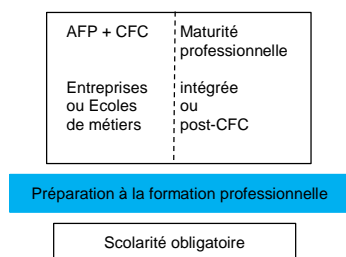 AFP + CFC
Entreprises
ou Ecoles
de métiers
Maturité
professionnelle
intégrée
ou
post-CFC
Préparation à la formation professionnelle
Scolarité obligatoire